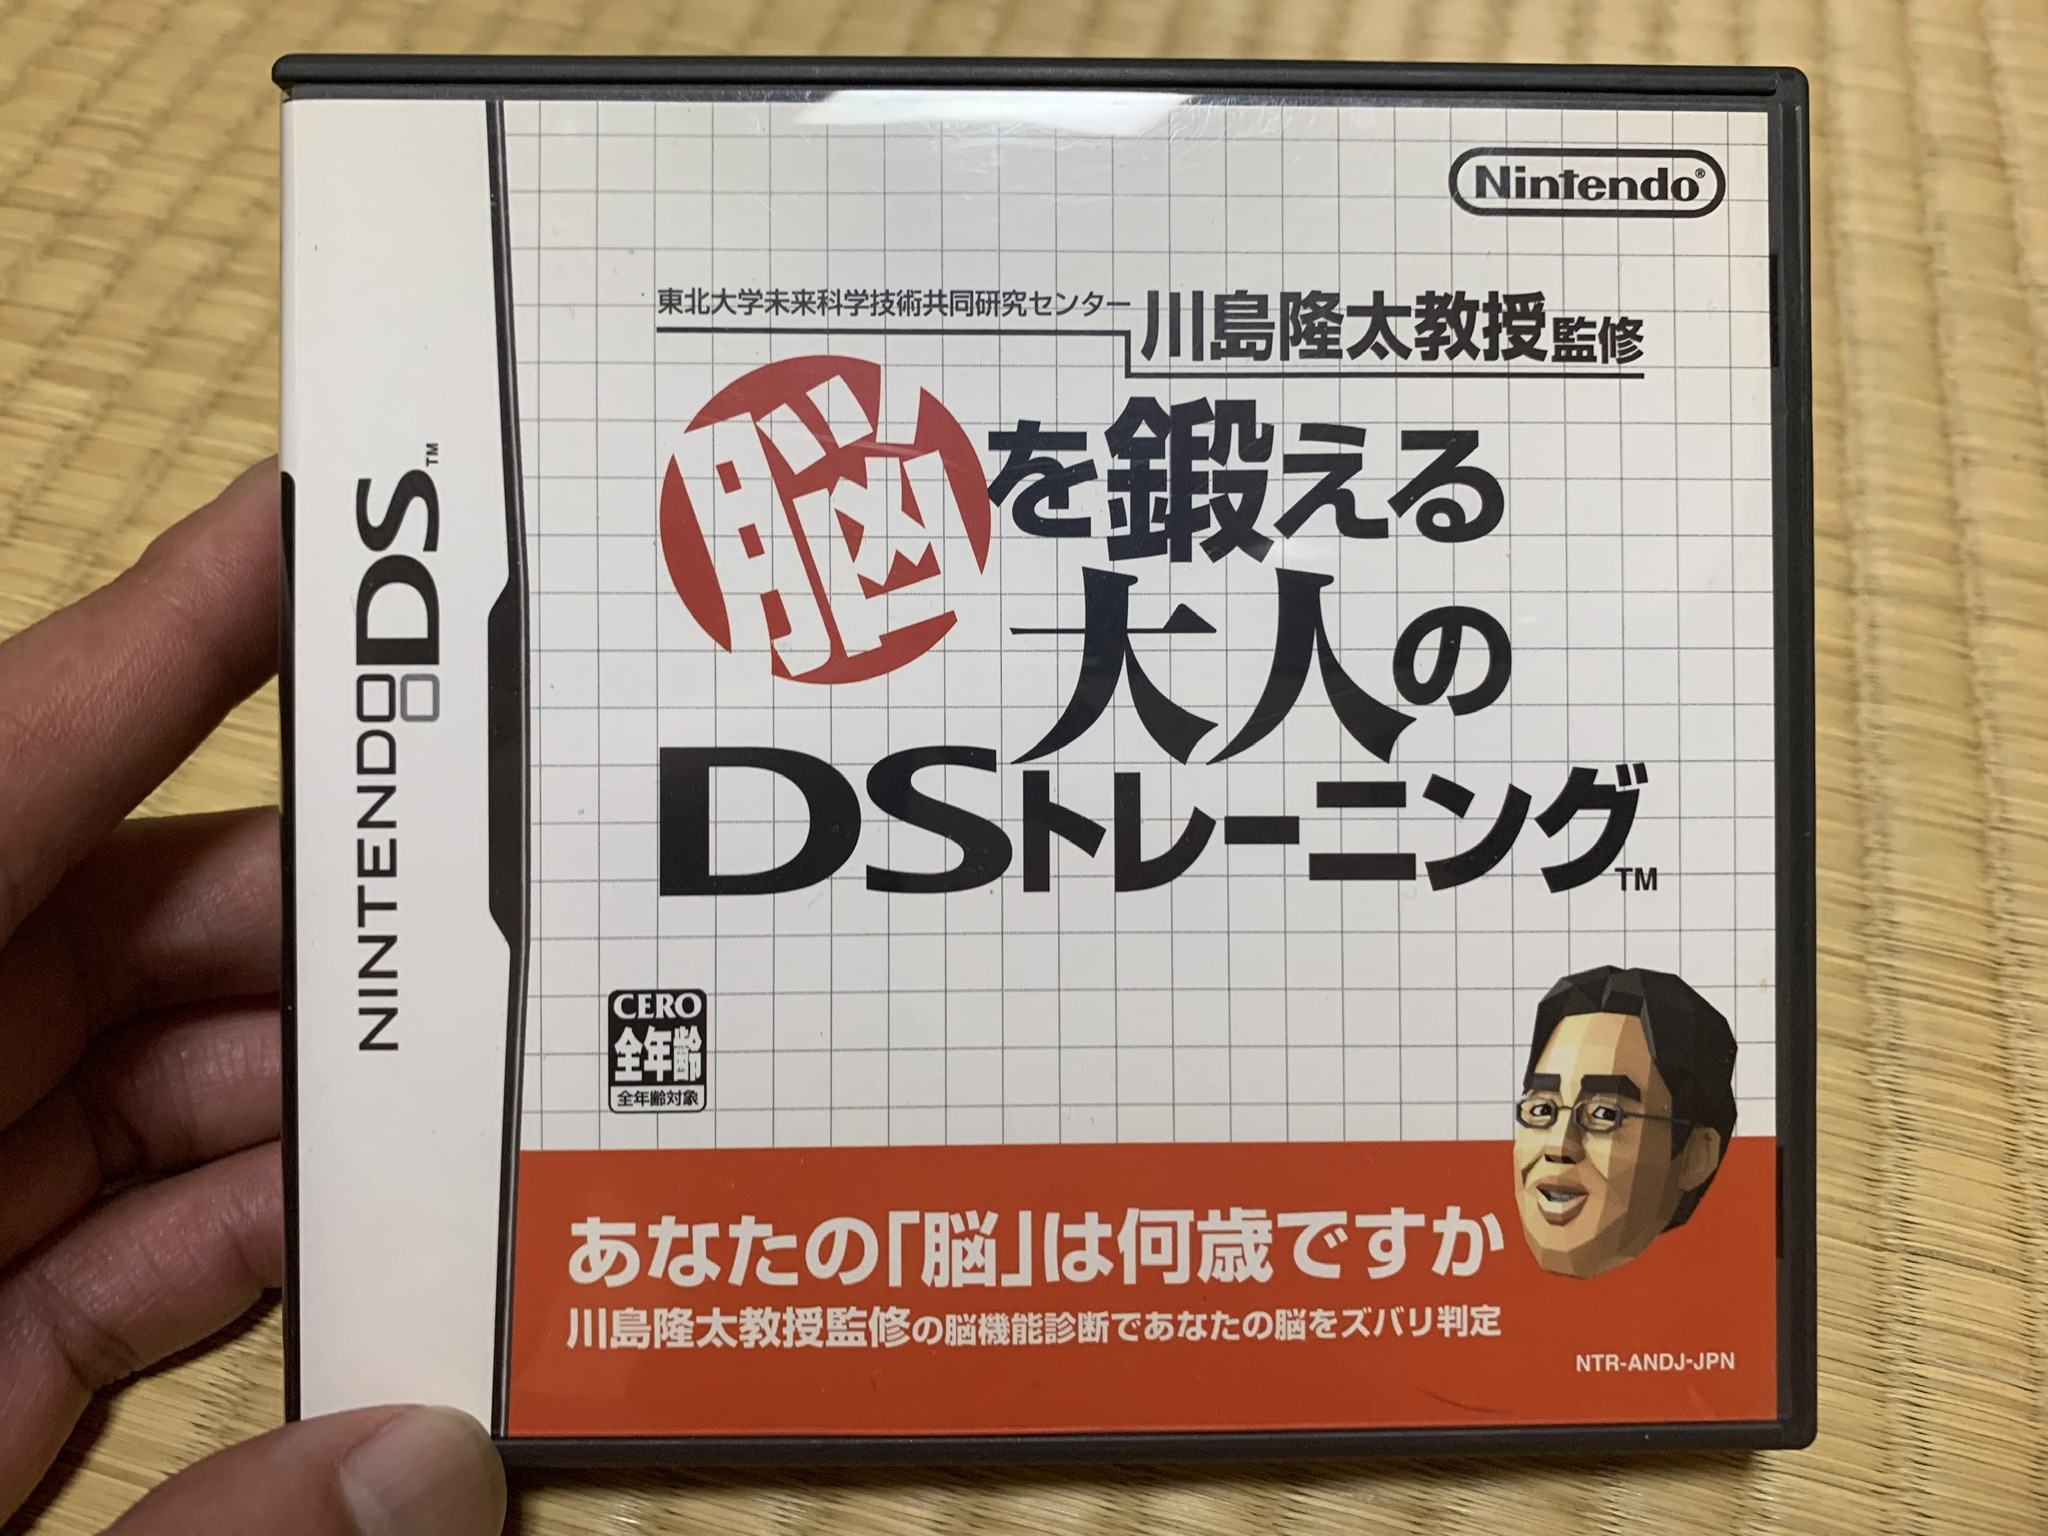 Nintendo®
東北大学未来科学技術共同研究センター 川島隆太教授監修
脳を鍛える
大人の
DSトレーニング™
NINTENDO DS™
CERO
全年齢
全年齢対象
あなたの「脳」は何歳ですか
川島隆太教授監修の脳機能診断であなたの脳をズバリ判定
NTR-ANDJ-JPN